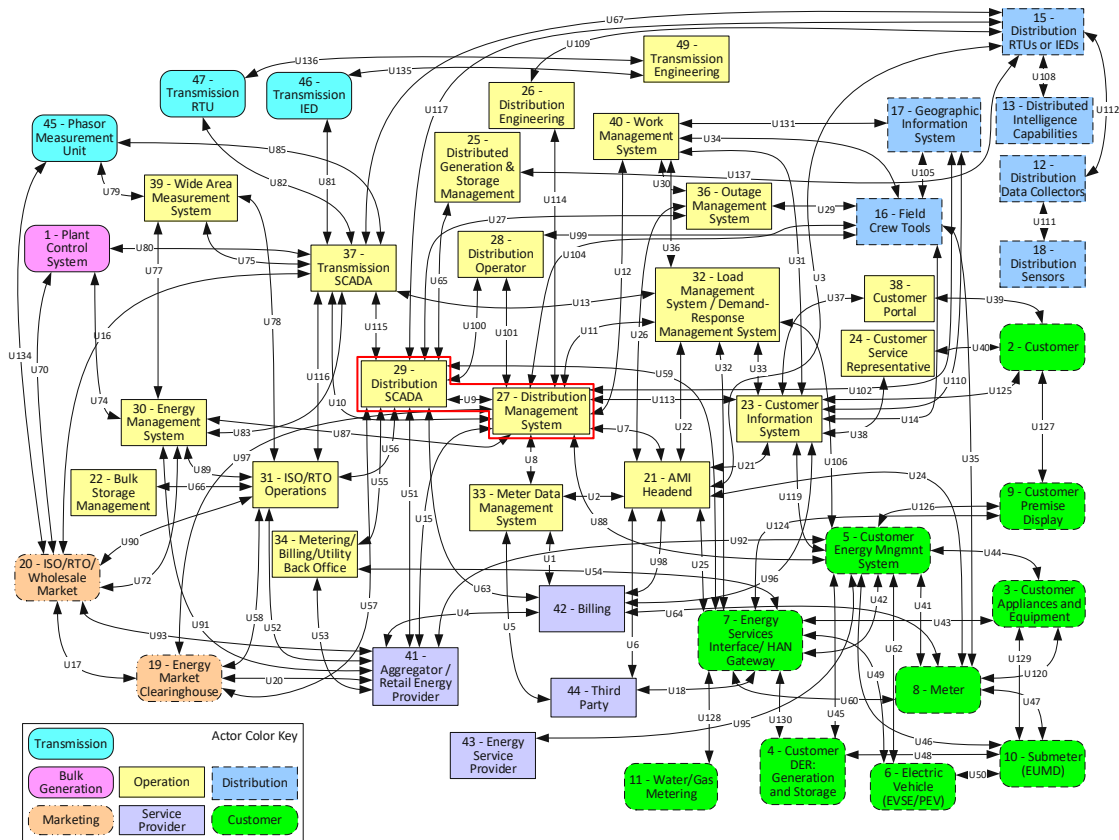 U67
15 -
Distribution
RTUs or IEDs
U109
49 -
Transmission
Engineering
U136
U135
47 -
Transmission
RTU
46 -
Transmission
IED
U108
U117
26 -
Distribution
Engineering
17 - Geographic
Information
System
13 - Distributed
Intelligence
Capabilities
U112
45 - Phasor
Measurement
Unit
40 - Work
Management
System
U131
U34
25 -
Distributed
Generation &
Storage
Management
U85
U137
U105
12 -
Distribution
Data Collectors
U82
U81
U79
39 - Wide Area
Measurement
System
U114
U30
36 - Outage
Management
System
U29
16 - Field
Crew Tools
U111
1 - Plant
Control
System
U80
U27
28 -
Distribution
Operator
U99
U104
U36
18 -
Distribution
Sensors
37 -
Transmission
SCADA
U75
U77
U12
U31
U3
32 - Load
Management
System / Demand-
Response
Management System
38 -
Customer
Portal
U65
U13
U37
U39
U78
U16
U115
U100
U101
U11
U26
24 -
Customer
Service
Representative
2 - Customer
U40
U134
U70
U116
29 -
Distribution
SCADA
U59
U32
U33
U110
U102
U125
U74
U10
U9
27 - Distribution
Management
System
U113
23 - Customer
Information
System
U14
30 - Energy
Management
System
U83
U87
U7
U22
U38
U127
U97
U56
U8
U21
U106
U35
U89
U66
22 - Bulk
Storage
Management
31 - ISO/RTO
Operations
U55
U51
U15
33 - Meter Data
Management
System
U2
21 - AMI
Headend
U119
U24
9 - Customer
Premise
Display
U126
U88
U124
U90
34 - Metering/
Billing/Utility
Back Office
U92
5 - Customer
Energy Mngmnt
System
U44
20 - ISO/RTO/
Wholesale
Market
U72
U1
U98
U54
U25
U96
U63
U42
U41
3 - Customer
Appliances and
Equipment
U57
U58
U52
U53
U4
42 - Billing
U64
7 - Energy
Services
Interface/ HAN
Gateway
U43
U93
U91
U5
U6
U62
U49
U129
U120
U17
19 - Energy
Market
Clearinghouse
U20
41 -
Aggregator /
Retail Energy
Provider
44 - Third
Party
U18
U60
8 - Meter
U128
U130
U95
U45
U47
Transmission
Actor Color Key
43 - Energy
Service
Provider
4 - Customer
DER:
Generation
and Storage
U46
U48
10 - Submeter
(EUMD)
Bulk
Generation
Operation
Distribution
11 - Water/Gas
Metering
6 - Electric
Vehicle
(EVSE/PEV)
U50
Marketing
Service
Provider
Customer